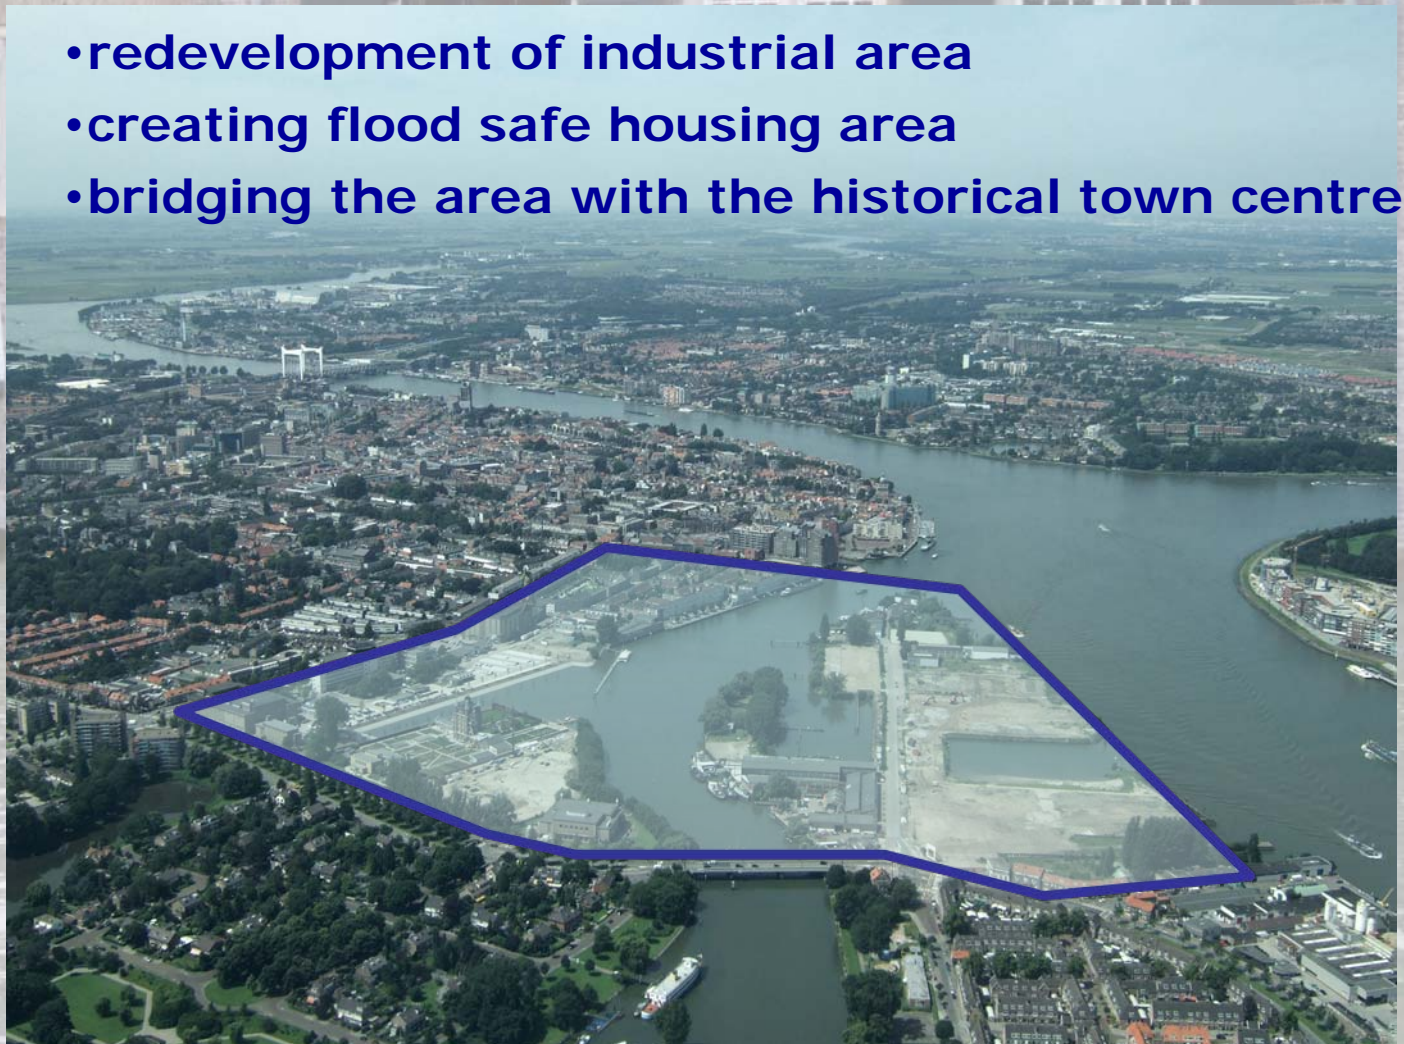 •redevelopment of industrial area
•creating flood safe housing area
•bridging the area with the historical town centre